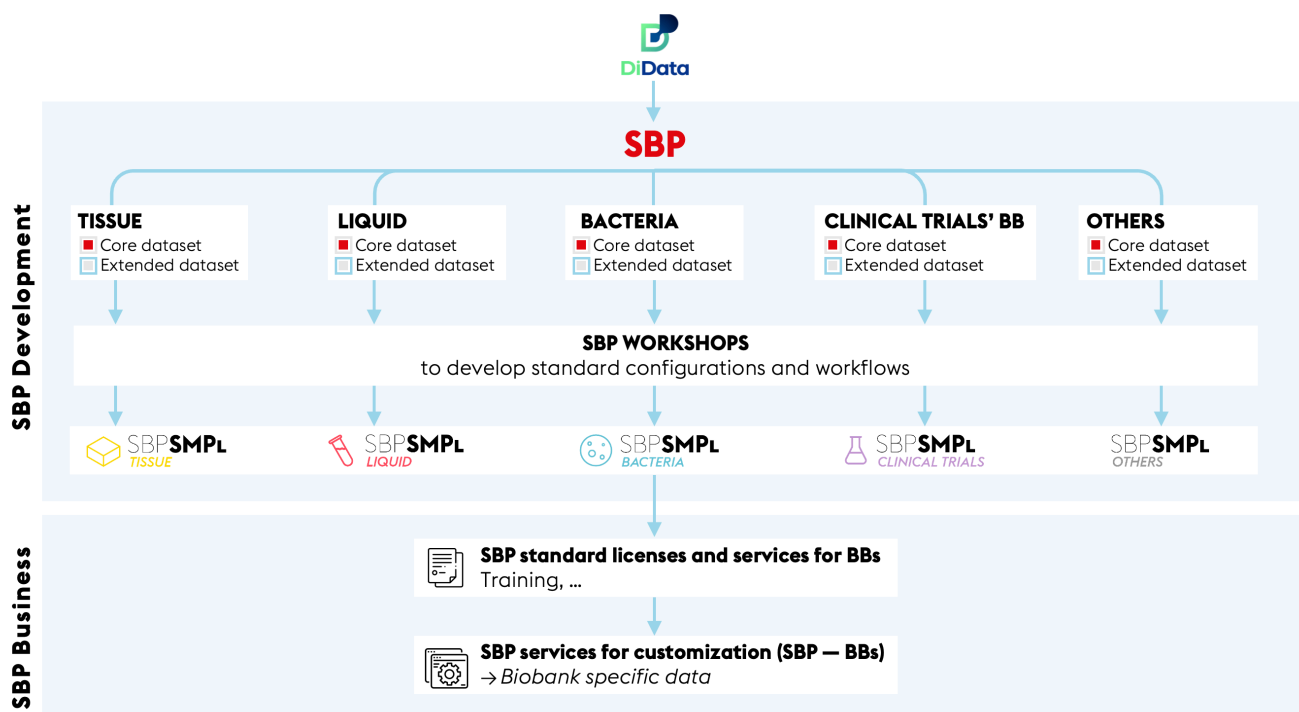 DiData
SBP Development
SBP
TISSUE
Core dataset
Extended dataset
LIQUID
Core dataset
Extended dataset
BACTERIA
Core dataset
Extended dataset
CLINICAL TRIALS’ BB
Core dataset
Extended dataset
OTHERS
Core dataset
Extended dataset
SBP WORKSHOPS
to develop standard configurations and workflows
SBPSMPL
TISSUE
SBPSMPL
LIQUID
SBPSMPL
BACTERIA
SBPSMPL
CLINICAL TRIALS
SBPSMPL
OTHERS
SBP Business
SBP standard licenses and services for BBs
Training, ...
SBP services for customization (SBP — BBs)
→ Biobank specific data